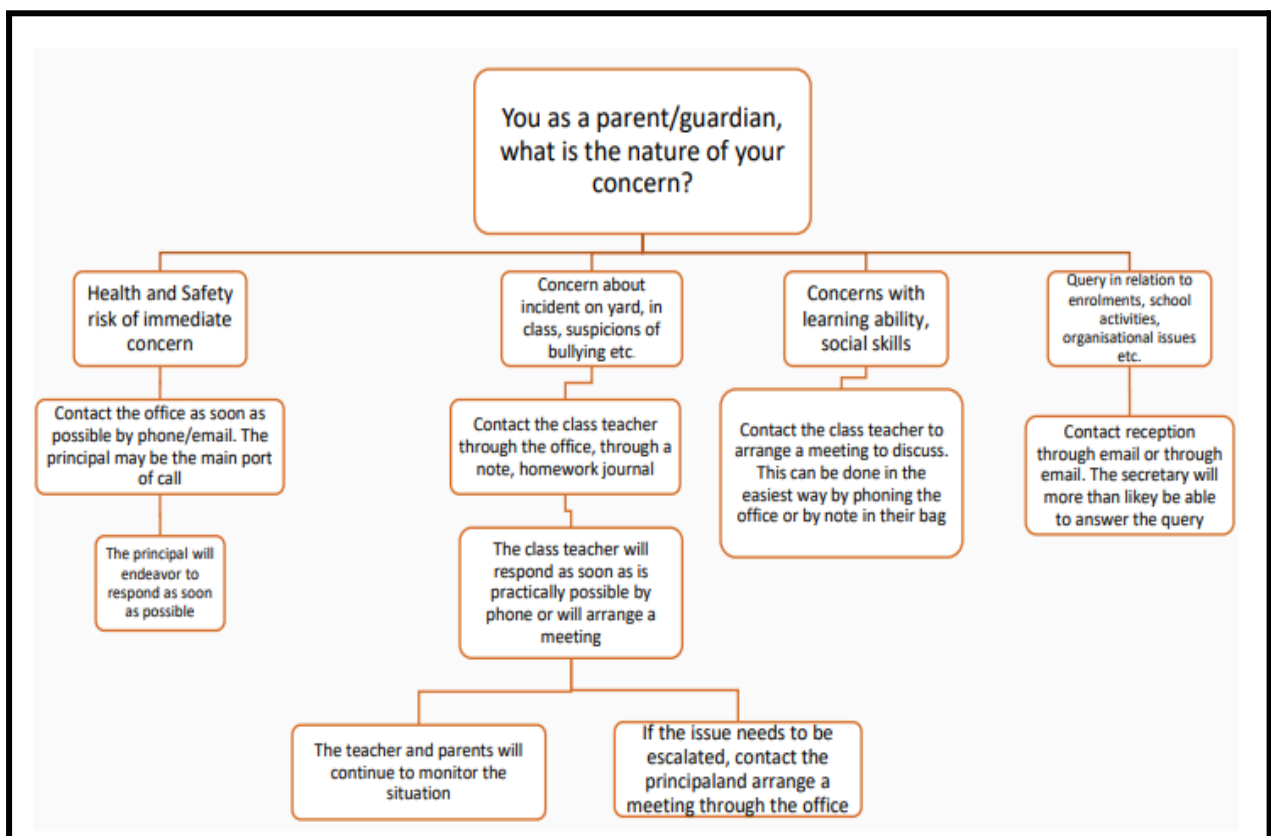 You as a parent/guardian,
what is the nature of your
concern?
Health and Safety
risk of immediate
concern
Contact the office as soon as
possible by phone/email. The
principal may be the main port
of call
The principal will
endeavor to
respond as soon
as possible
Concern about
incident on yard, in
class, suspicions of
bullying etc.
Contact the class teacher
through the office, through a
note, homework journal
The class teacher will
respond as soon as is
practically possible by
phone or will arrange a
meeting
The teacher and parents will
continue to monitor the
situation
If the issue needs to be
escalated, contact the
principaland arrange a
meeting through the office
Concerns with
learning ability,
social skills
Contact the class teacher to
arrange a meeting to discuss.
This can be done in the
easiest way by phoning the
office or by note in their bag
Query in relation to
enrolments, school
activities,
organisational issues
etc.
Contact reception
through email or through
email. The secretary will
more than likey be able
to answer the query